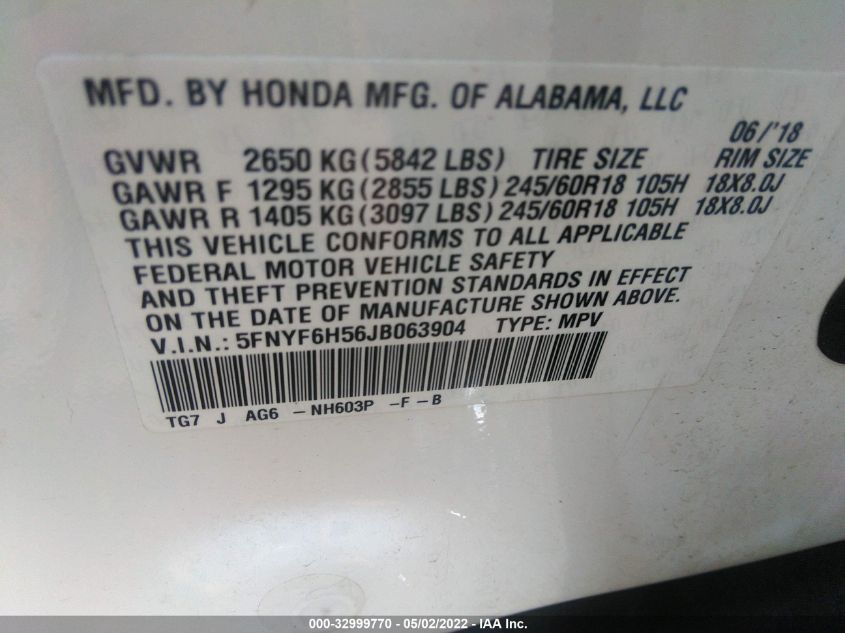 MFD. BY HONDA MFG. OF ALABAMA, LLC
06/'18
GVWR 2650 KG (5842 LBS) TIRE SIZE RIM SIZE
GAWR F 1295 KG (2855 LBS) 245/60R18 105H 18X8.0J
GAWR R 1405 KG (3097 LBS) 245/60R18 105H 18X8.0J
THIS VEHICLE CONFORMS TO ALL APPLICABLE
FEDERAL MOTOR VEHICLE SAFETY
AND THEFT PREVENTION STANDARDS IN EFFECT
ON THE DATE OF MANUFACTURE SHOWN ABOVE.
V.I.N.: 5FNYF6H56JB063904 TYPE: MPV
TG7 J AG6 -NH603P -F-B
000-32999770 - 05/02/2022 - IAA Inc.